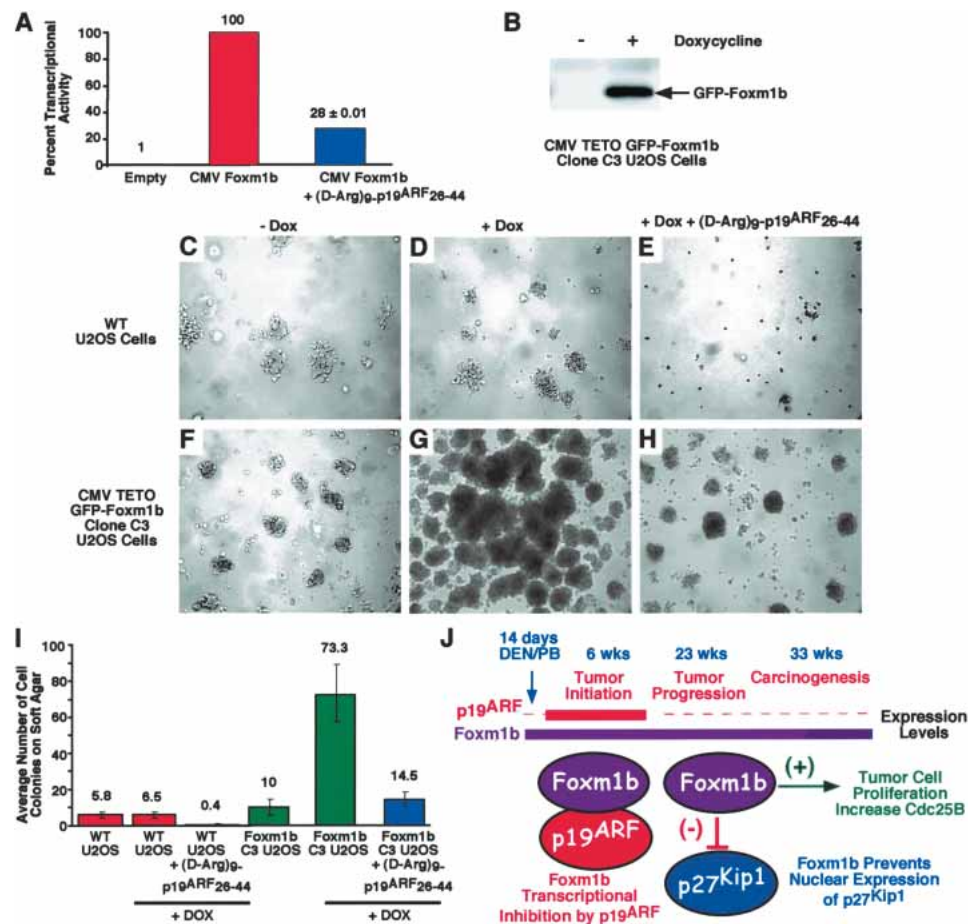 A
Percent Transcriptional
Activity
100
80
60
40
20
0
1
100
28 ± 0.01
Empty
CMV Foxm1b
CMV Foxm1b
+ (D-Arg)9-p19ARF26-44
B
-
+
Doxycycline
GFP-Foxm1b
CMV TETO GFP-Foxm1b
Clone C3 U2OS Cells
- Dox
+ Dox
+ Dox + (D-Arg)9-p19ARF26-44
WT
U2OS Cells
C
D
E
CMV TETO
GFP-Foxm1b
Clone C3
U2OS Cells
F
G
H
I
Average Number of Cell
Colonies on Soft Agar
100
80
60
40
20
0
5.8
6.5
0.4
10
73.3
14.5
WT
U2OS
WT
U2OS
WT
U2OS
+ (D-Arg)9-
p19ARF26-44
Foxm1b
C3 U2OS
Foxm1b
C3 U2OS
Foxm1b
C3 U2OS
+ (D-Arg)9-
p19ARF26-44
+ DOX
+ DOX
J
14 days
DEN/PB
6 wks
23 wks
33 wks
Tumor
Initiation
Tumor
Progression
Carcinogenesis
p19ARF
Foxm1b
Expression
Levels
Foxm1b
p19ARF
Foxm1b
Transcriptional
Inhibition by p19ARF
Foxm1b
(+)
Tumor Cell
Proliferation
Increase Cdc25B
(-)
p27Kip1
Foxm1b Prevents
Nuclear Expression
of p27Kip1